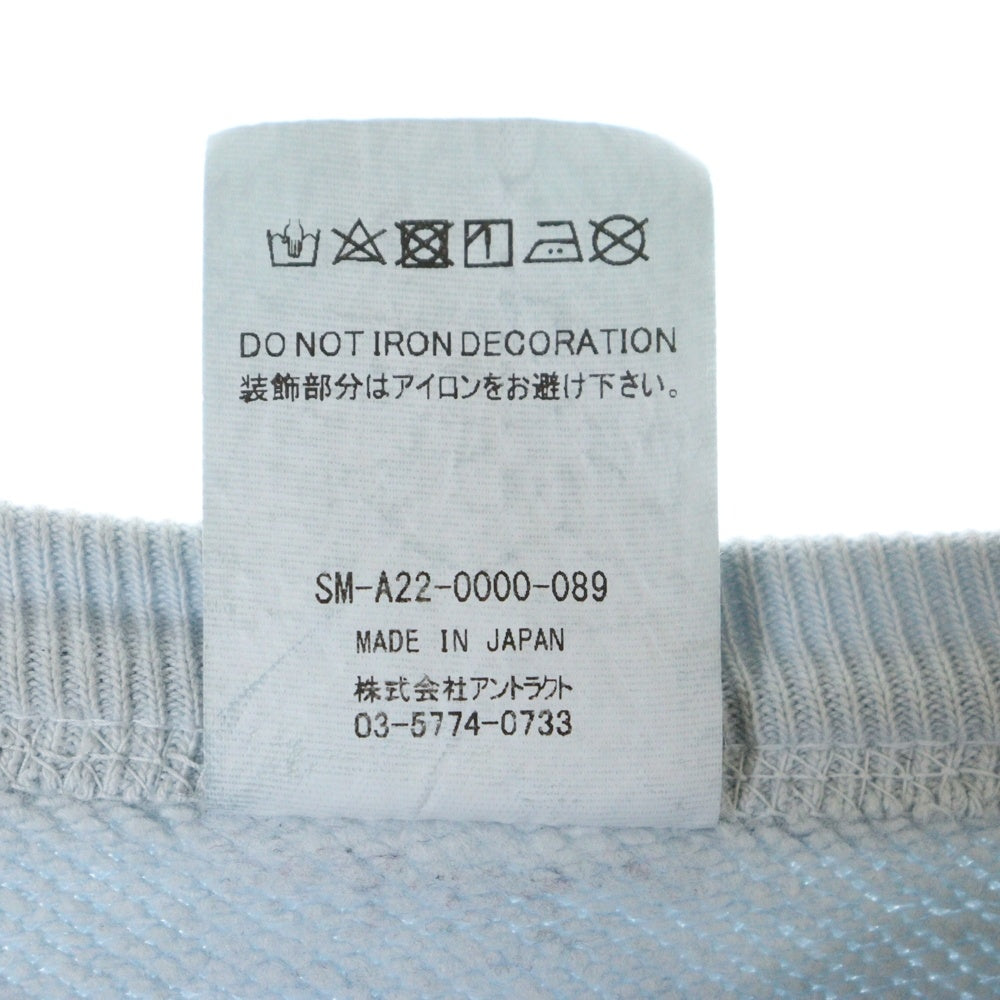 DO NOT IRON DECORATION
装飾部分はアイロンをお避け下さい。
SM-A22-0000-089
MADE IN JAPAN
株式会社アントラクト
03-5774-0733